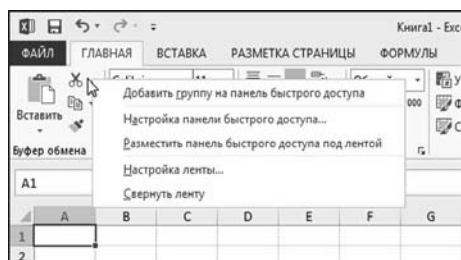 Книга1 - Exc
ФАЙЛ ГЛАВНАЯ ВСТАВКА РАЗМЕТКА СТРАНИЦЫ ФОРМУЛЫ
Вставить
Буфер обмена
000
У
Ф
С
Добавить группу на панель быстрого доступа
Настройка панели быстрого доступа...
Разместить панель быстрого доступа под лентой
Настройка ленты...
Свернуть ленту
A1
A B C D E F G
1
2